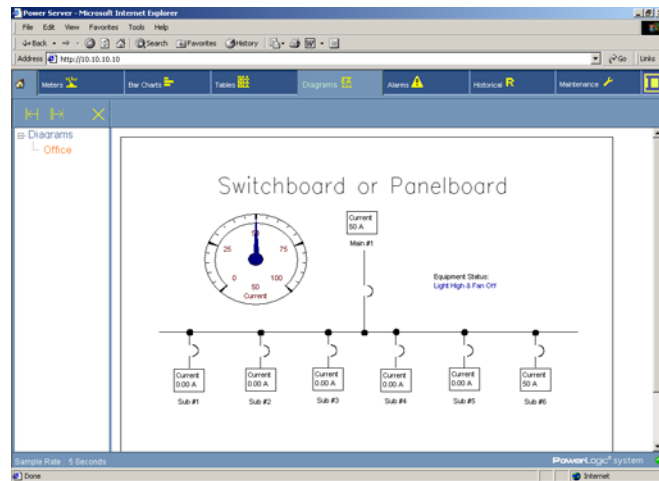 Power Server - Microsoft Internet Explorer
File Edit View Favorites Tools Help
Back Search Favorites History
Address http://10.10.10.10 Go Links
Meters Bar Charts Tables Diagrams Alarms Historical R Maintenance
Diagrams
Office
Switchboard or Panelboard
Current
50 A
Main #1
50
25 75
0 100
50
Current
Equipment Status:
Light High & Fan Off
Current Current Current Current Current Current
0.00 A 0.00 A 0.00 A 0.00 A 0.00 A 50 A
Sub #1 Sub #2 Sub #3 Sub #4 Sub #5 Sub #6
Sample Rate : 5 Seconds PowerLogic® system
Done Internet